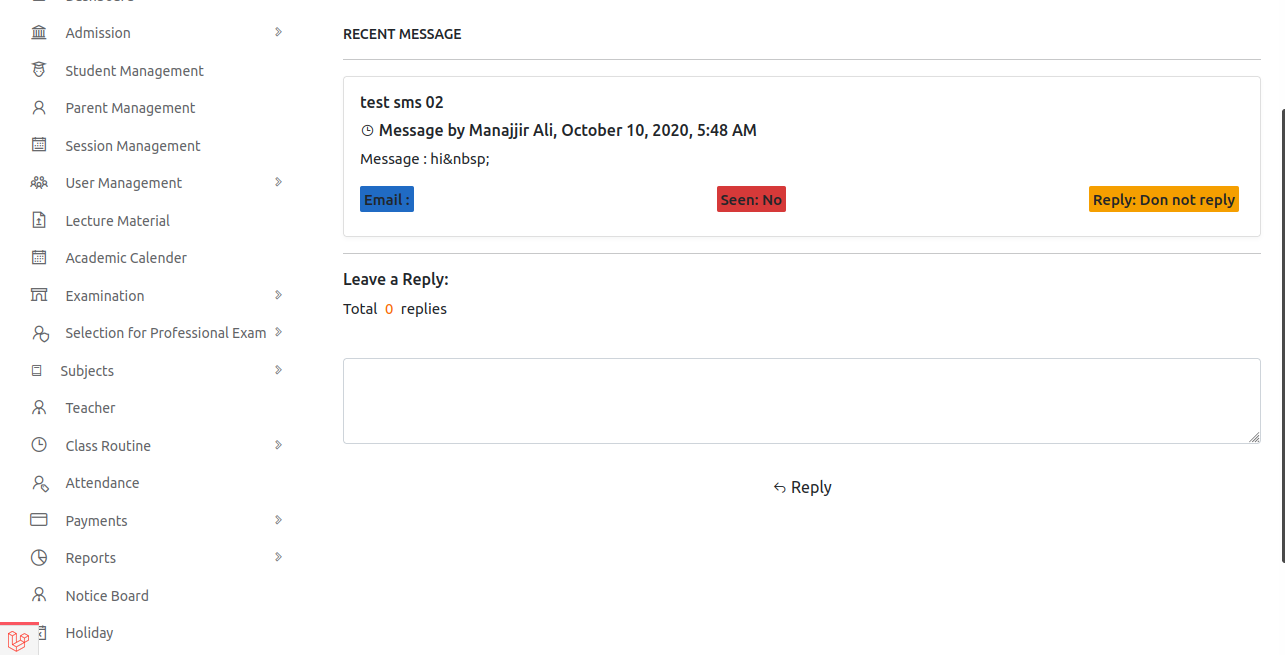 Dashboard
Admission
Student Management
Parent Management
Session Management
User Management
Lecture Material
Academic Calender
Examination
Selection for Professional Exam
Subjects
Teacher
Class Routine
Attendance
Payments
Reports
Notice Board
Holiday
RECENT MESSAGE
test sms 02
Message by Manajjir Ali, October 10, 2020, 5:48 AM
Message : hi&nbsp;
Email :
Seen: No
Reply: Don not reply
Leave a Reply:
Total 0 replies
Reply